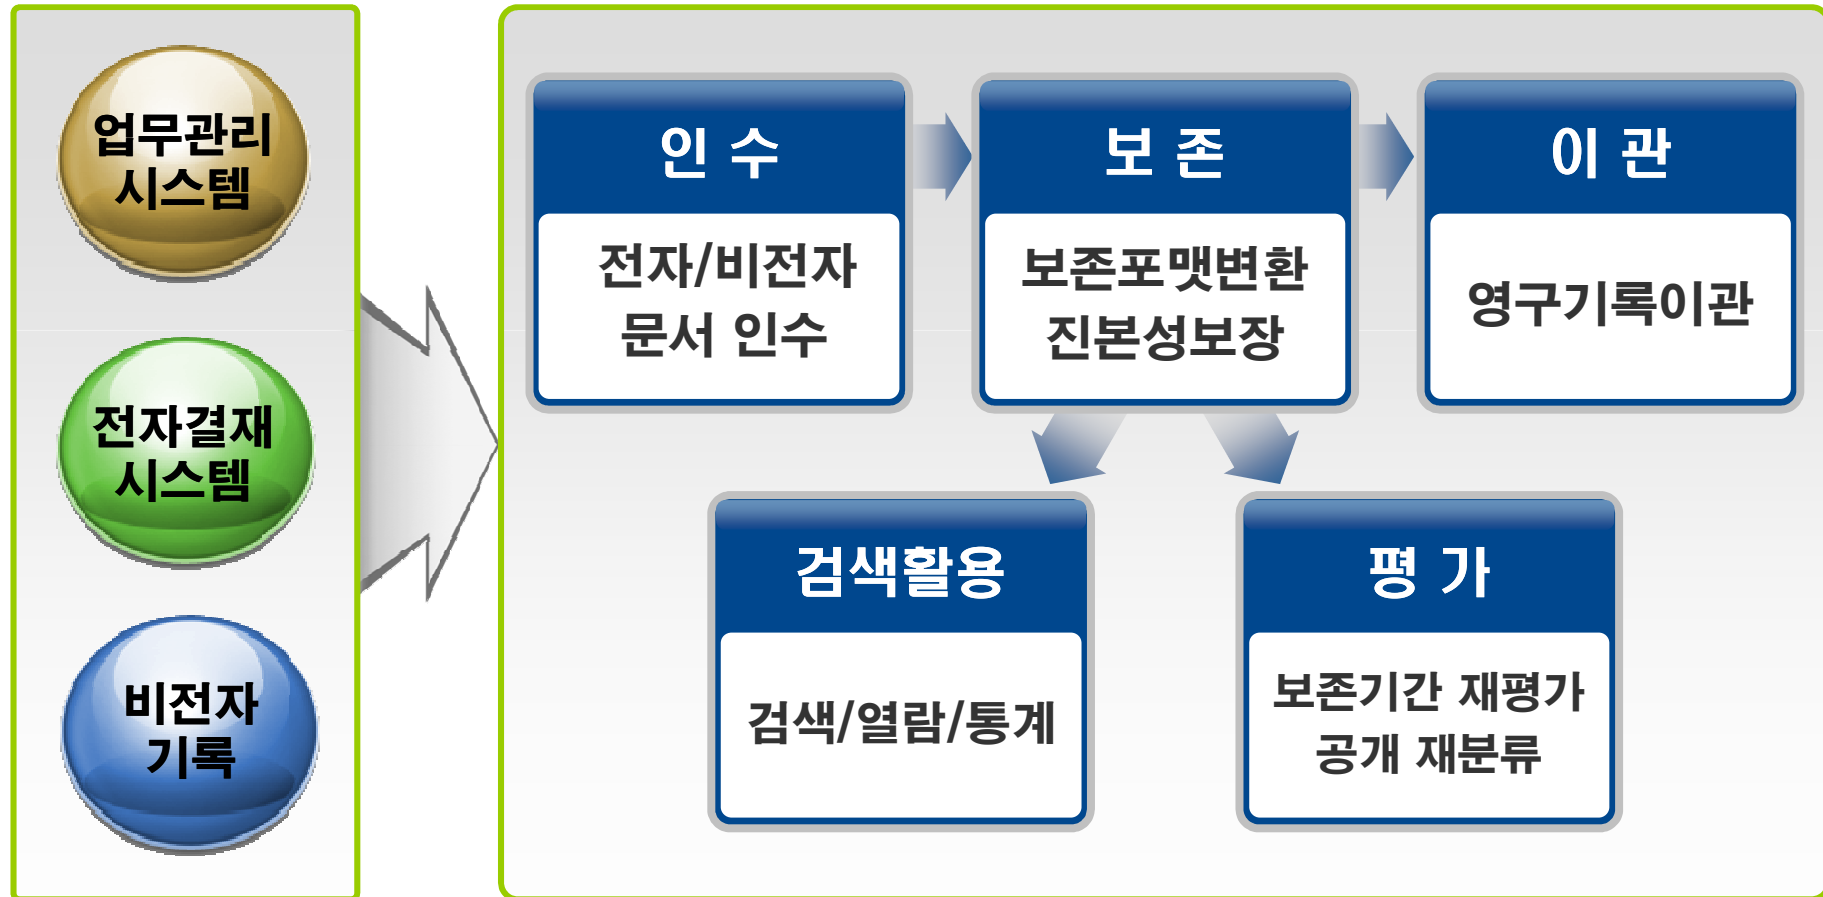 업무관리
시스템
전자결재
시스템
비전자
기록
인 수
전자/비전자
문서 인수
보 존
보존포맷변환
진본성보장
이 관
영구기록이관
검색활용
검색/열람/통계
평 가
보존기간 재평가
공개 재분류